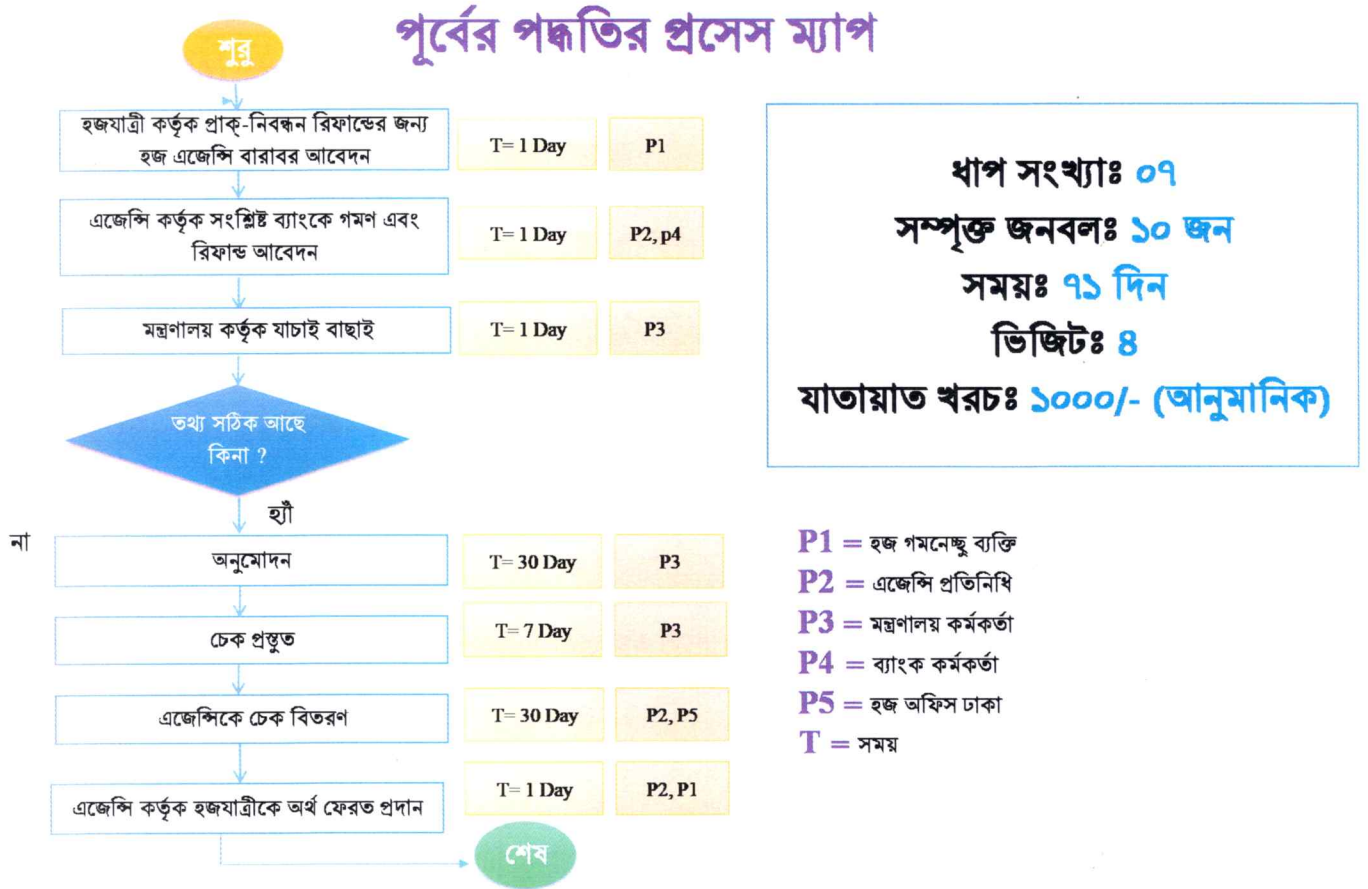 পূর্বের পদ্ধতির প্রসেস ম্যাপ
শুরু
হজযাত্রী কর্তৃক প্রাক্-নিবন্ধন রিফান্ডের জন্য
হজ এজেন্সি বারাবর আবেদন
T= 1 Day
P1
এজেন্সি কর্তৃক সংশ্লিষ্ট ব্যাংকে গমণ এবং
রিফান্ড আবেদন
T= 1 Day
P2, p4
মন্ত্রণালয় কর্তৃক যাচাই বাছাই
T= 1 Day
P3
তথ্য সঠিক আছে
কিনা ?
হ্যাঁ
না
অনুমোদন
T= 30 Day
P3
চেক প্রস্তুত
T= 7 Day
P3
এজেন্সিকে চেক বিতরণ
T= 30 Day
P2, P5
এজেন্সি কর্তৃক হজযাত্রীকে অর্থ ফেরত প্রদান
T= 1 Day
P2, P1
শেষ
ধাপ সংখ্যাঃ ০৭
সম্পৃক্ত জনবলঃ ১০ জন
সময়ঃ ৭১ দিন
ভিজিটঃ ৪
যাতায়াত খরচঃ ১০০০/- (আনুমানিক)
P1 = হজ গমনেচ্ছু ব্যক্তি
P2 = এজেন্সি প্রতিনিধি
P3 = মন্ত্রণালয় কর্মকর্তা
P4 = ব্যাংক কর্মকর্তা
P5 = হজ অফিস ঢাকা
T = সময়